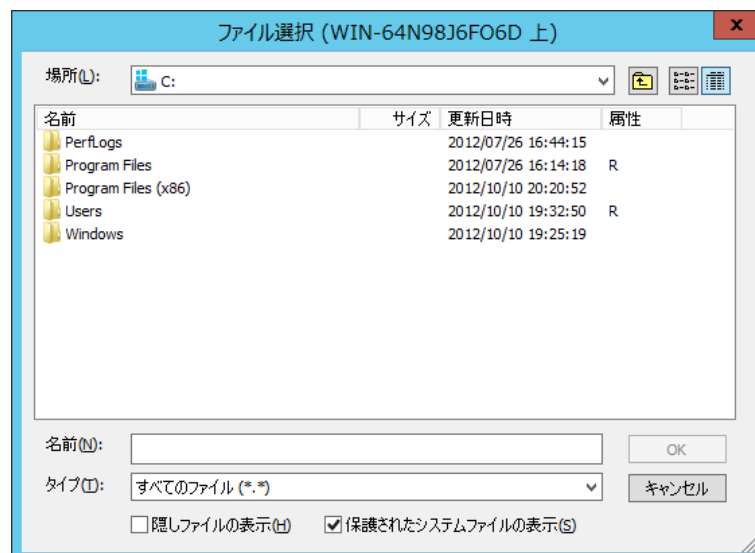 ファイル選択 (WIN-64N98J6FO6D 上)
x
場所(L): C:
名前 サイズ 更新日時 属性
PerfLogs 2012/07/26 16:44:15
Program Files 2012/07/26 16:14:18 R
Program Files (x86) 2012/10/10 20:20:52
Users 2012/10/10 19:32:50 R
Windows 2012/10/10 19:25:19
名前(N): OK
タイプ(T): すべてのファイル (*.*) キャンセル
隠しファイルの表示(H) 保護されたシステムファイルの表示(S)